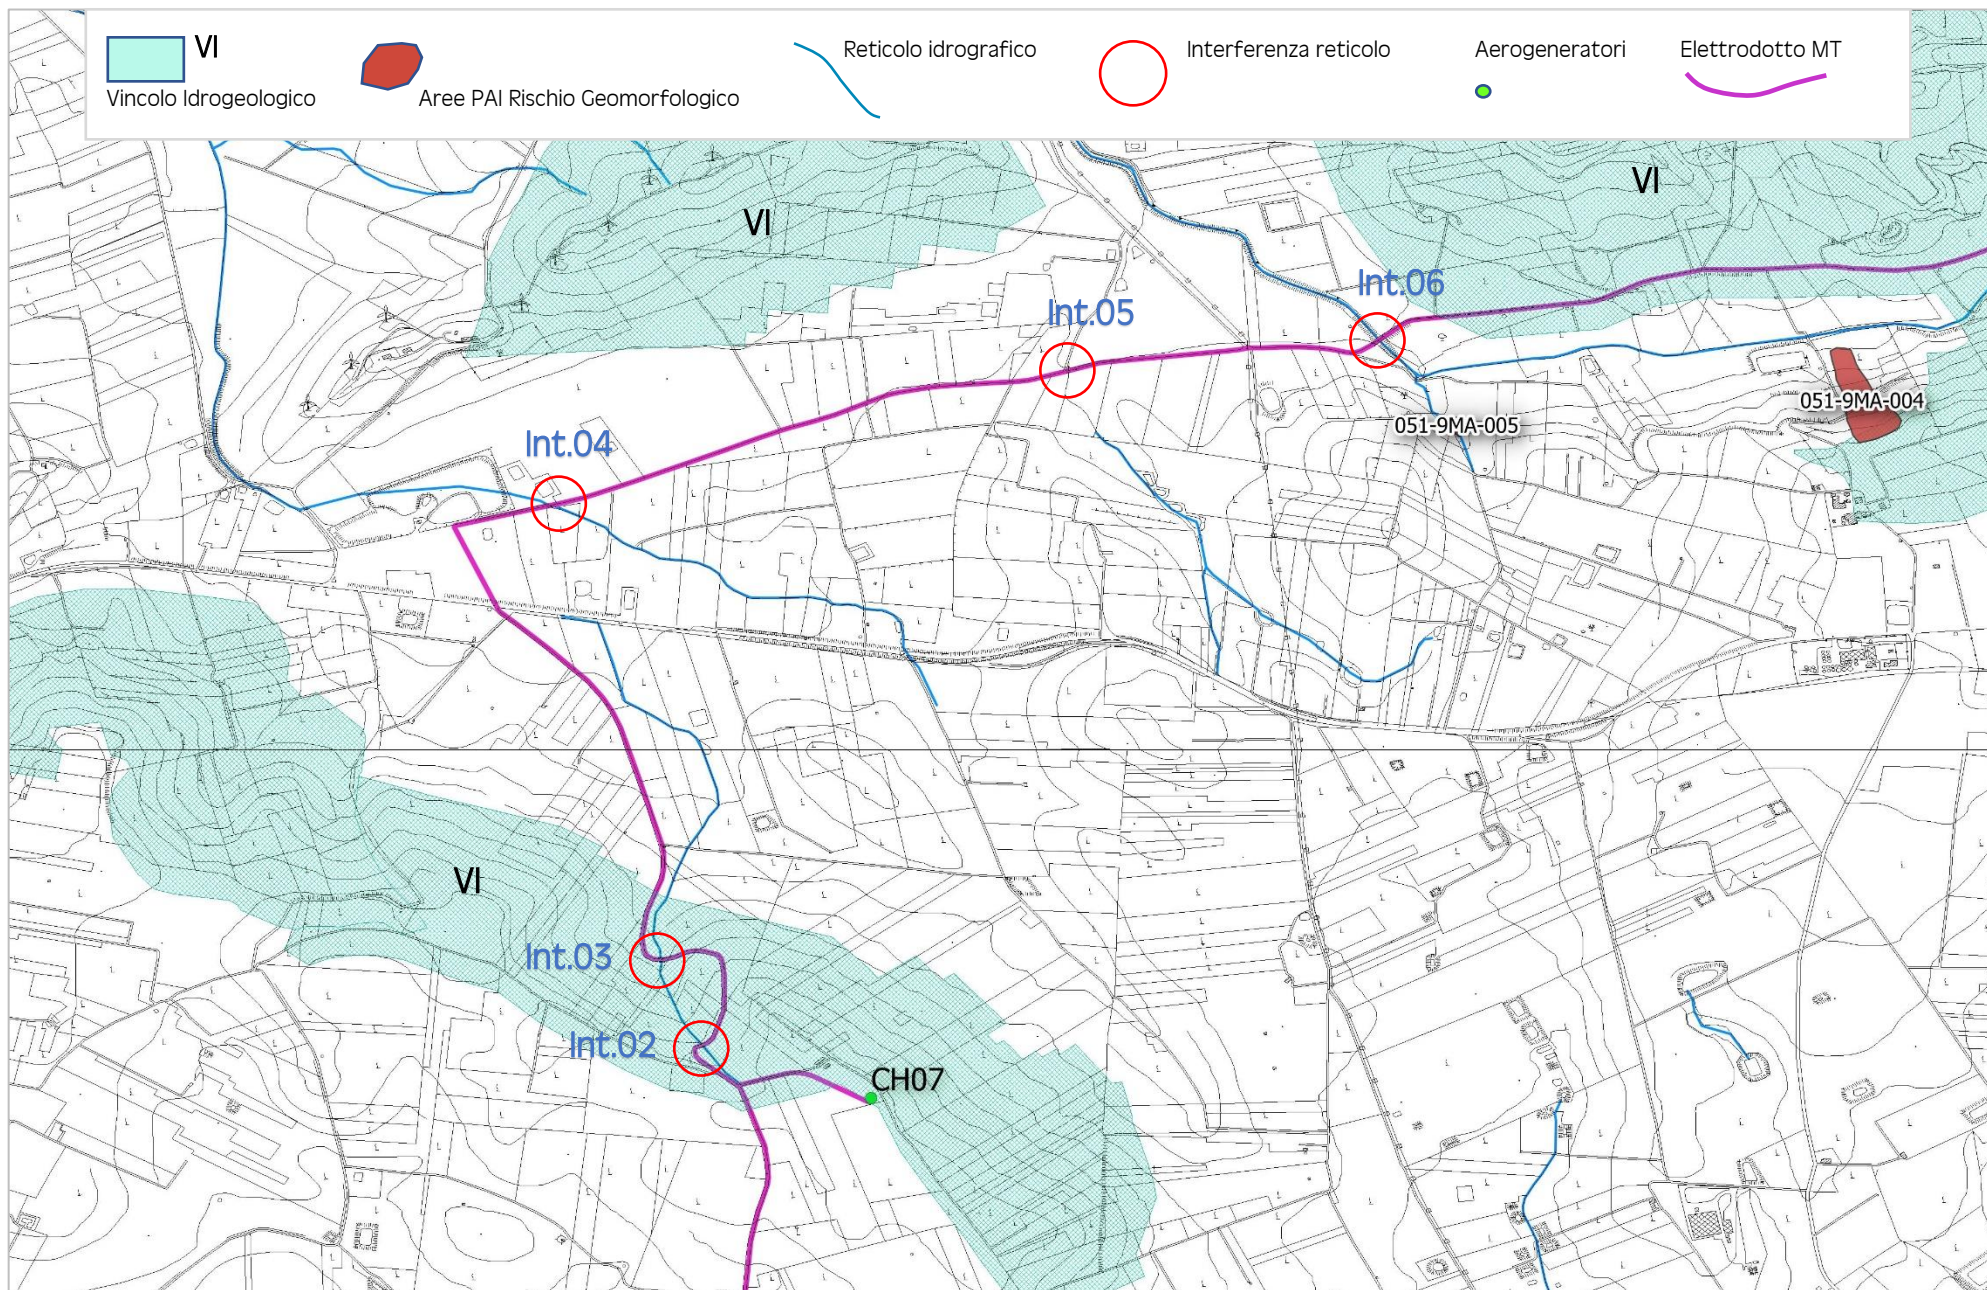 VI
Vincolo Idrogeologico
Aree PAI Rischio Geomorfologico
Reticolo idrografico
Interferenza reticolo
Aerogeneratori
Elettrodotto MT
VI
VI
Int.06
Int.05
051-9MA-004
051-9MA-005
Int.04
VI
Int.03
Int.02
CH07